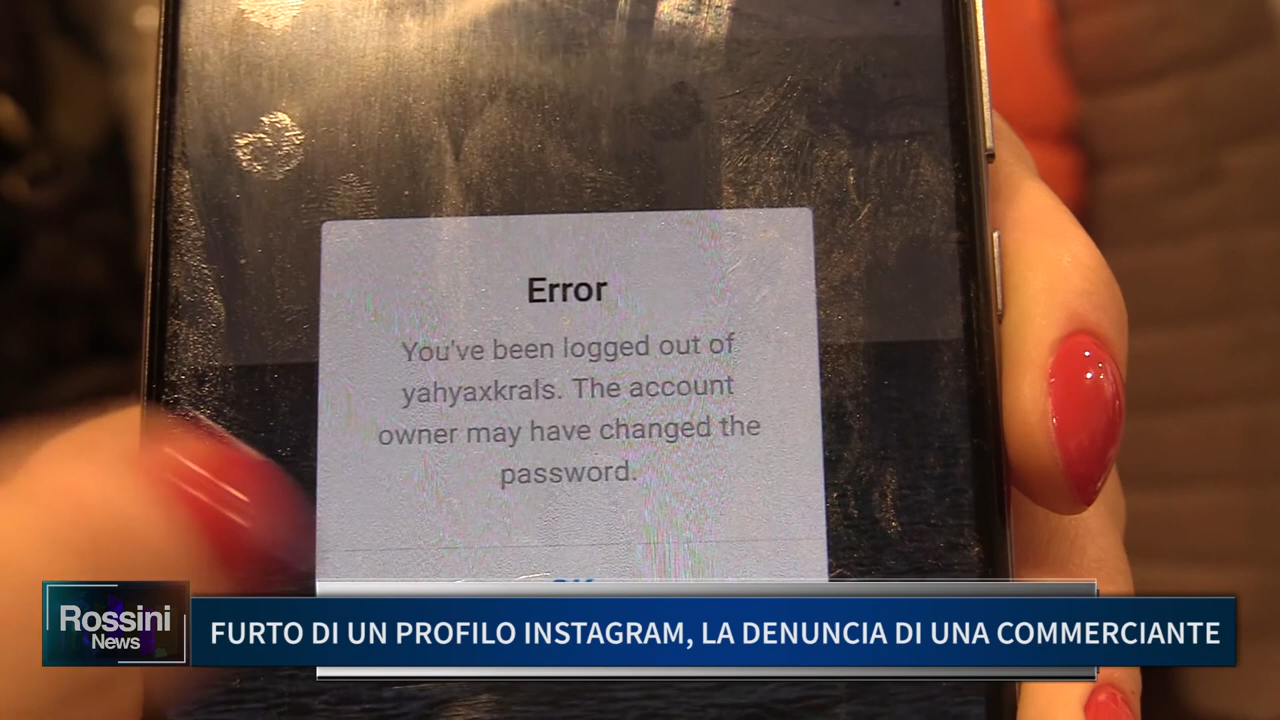 Error
You've been logged out of
yahyaxkrals. The account
owner may have changed the
password.
OK
Rossini
News
FURTO DI UN PROFILO INSTAGRAM, LA DENUNCIA DI UNA COMMERCIANTE